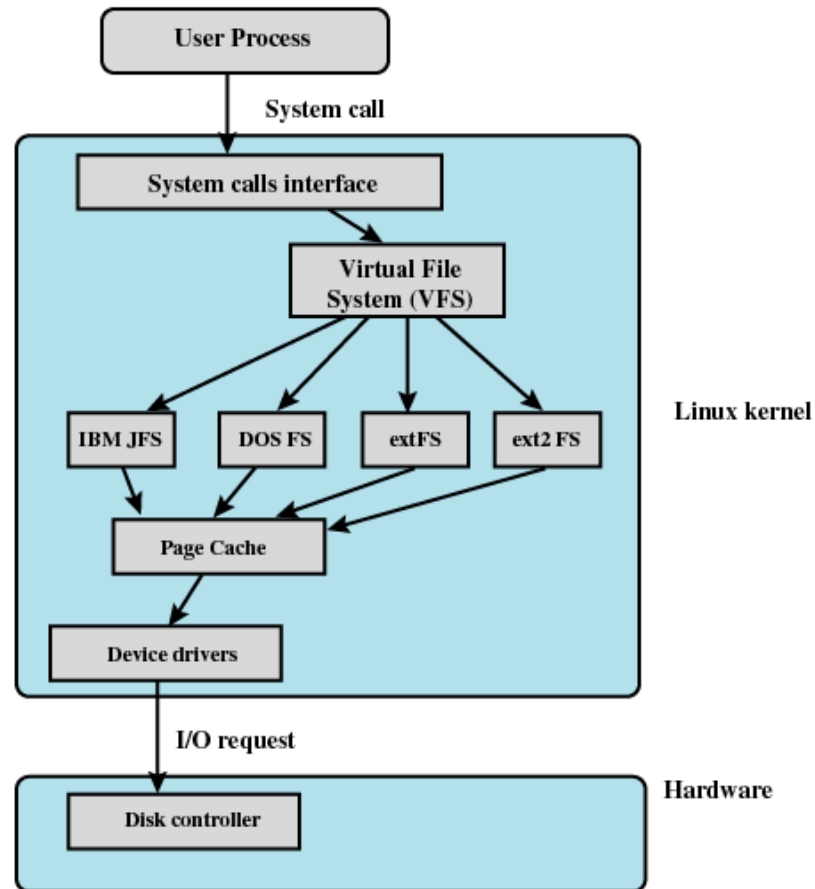 User Process
System call
System calls interface
Virtual File
System (VFS)
Linux kernel
IBM JFS
DOS FS
extFS
ext2 FS
Page Cache
Device drivers
I/O request
Hardware
Disk controller